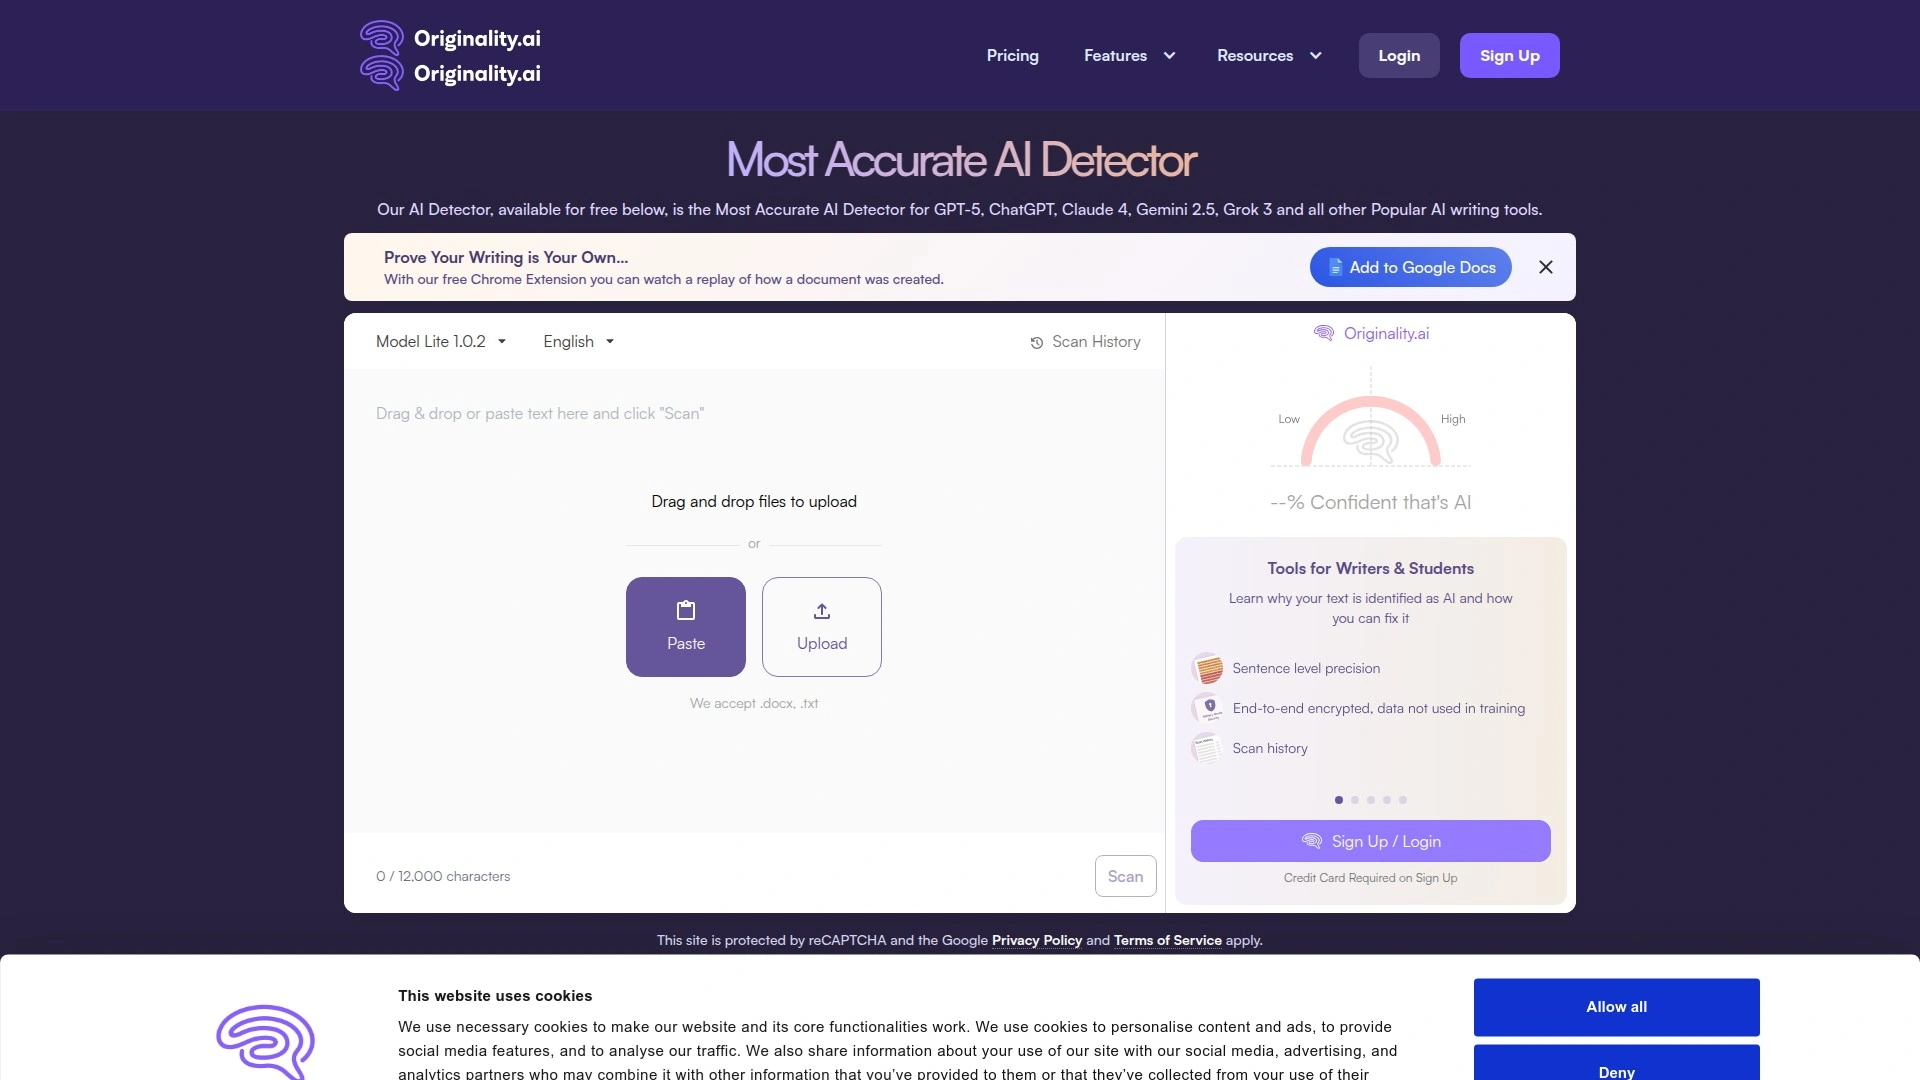 Originality.ai
Originality.ai
Pricing
Features
Resources
Login
Sign Up
Most Accurate AI Detector
Our AI Detector, available for free below, is the Most Accurate AI Detector for GPT-5, ChatGPT, Claude 4, Gemini 2.5, Grok 3 and all other Popular AI writing tools.
Prove Your Writing is Your Own...
With our free Chrome Extension you can watch a replay of how a document was created.
Add to Google Docs
Model Lite 1.0.2
English
Scan History
Drag & drop or paste text here and click "Scan"
Drag and drop files to upload
or
Paste
Upload
We accept .docx, .txt
0 / 12,000 characters
Scan
Originality.ai
Low
High
--% Confident that's AI
Tools for Writers & Students
Learn why your text is identified as AI and how
you can fix it
Sentence level precision
End-to-end encrypted, data not used in training
Scan history
Sign Up / Login
Credit Card Required on Sign Up
This site is protected by reCAPTCHA and the Google Privacy Policy and Terms of Service apply.
This website uses cookies
We use necessary cookies to make our website and its core functionalities work. We use cookies to personalise content and ads, to provide
social media features, and to analyse our traffic. We also share information about your use of our site with our social media, advertising, and
analytics partners who may combine it with other information that you've provided to them or that they've collected from your use of their
Allow all
Deny